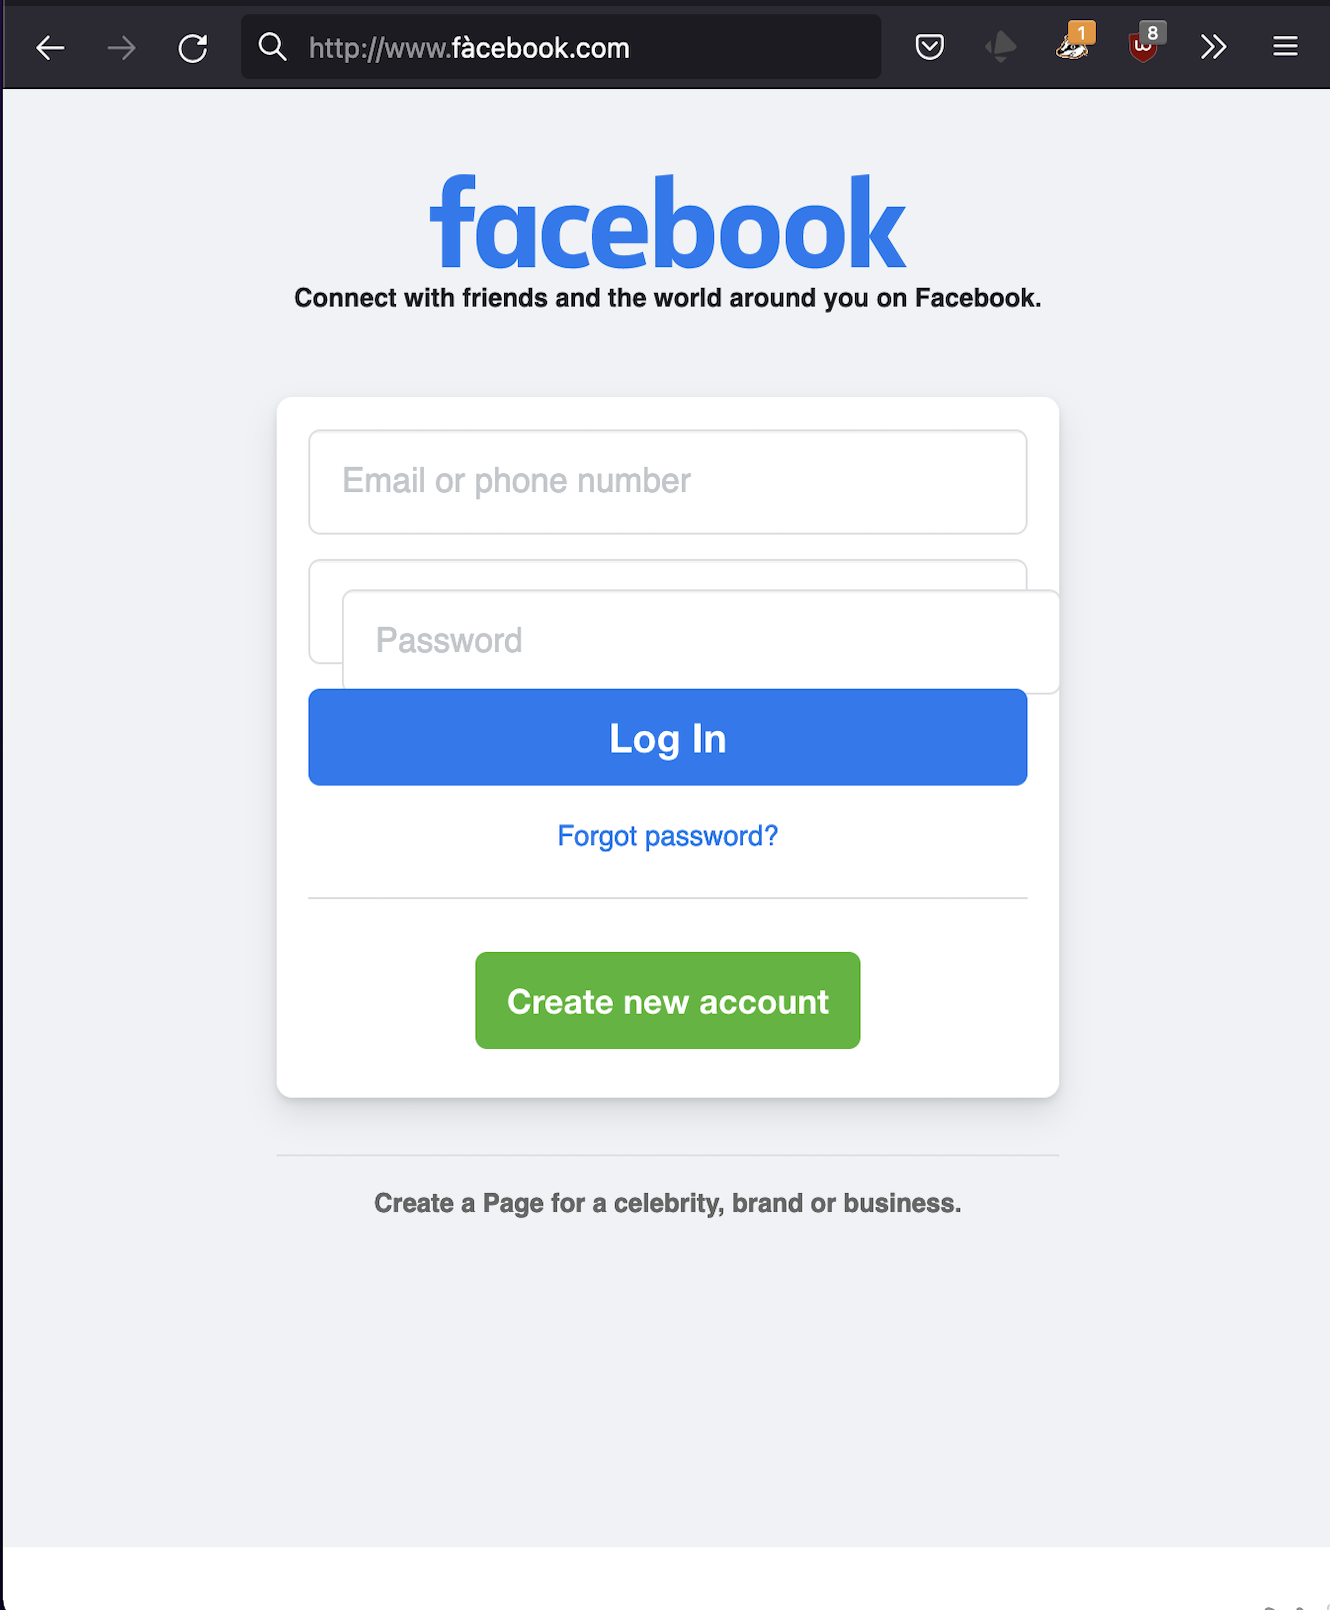 http://www.fàcebook.com
1
8
facebook
Connect with friends and the world around you on Facebook.
Email or phone number
Password
Log In
Forgot password?
Create new account
Create a Page for a celebrity, brand or business.